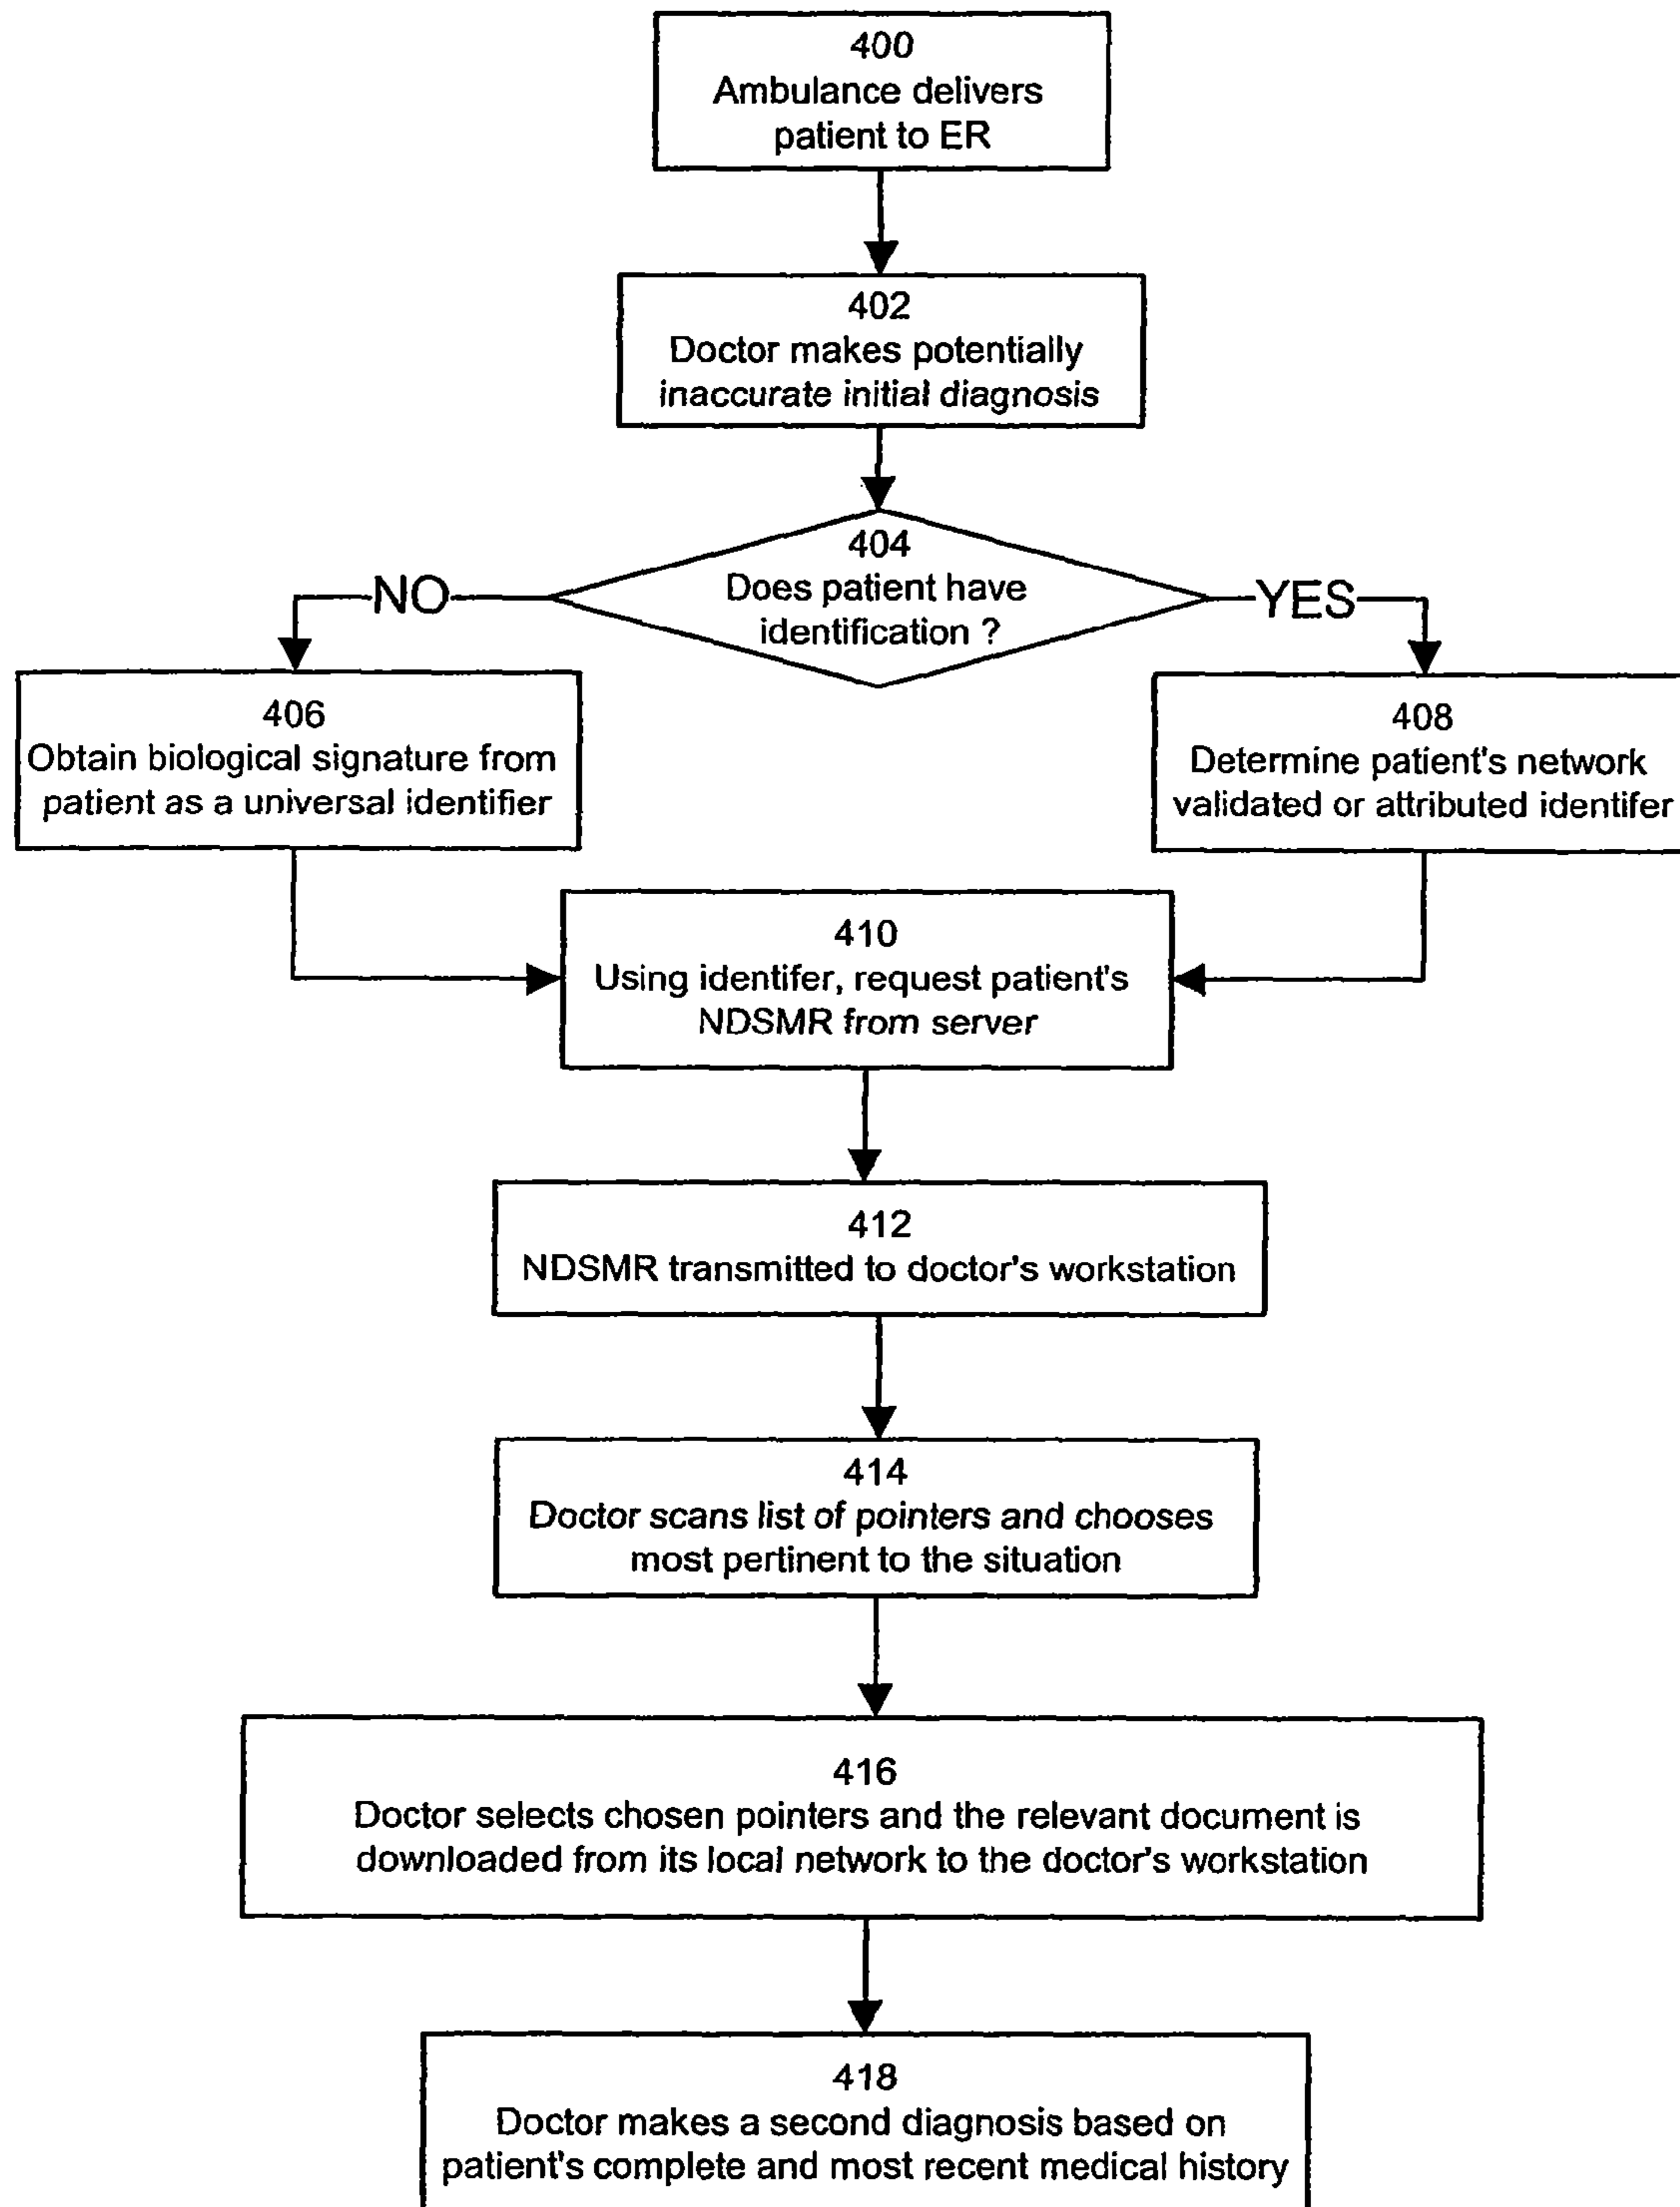 400
Ambulance delivers
patient to ER
402
Doctor makes potentially
inaccurate initial diagnosis
404
Does patient have
identification ?
NO
YES
406
Obtain biological signature from
patient as a universal identifier
408
Determine patient's network
validated or attributed identifer
410
Using identifer, request patient's
NDSMR from server
412
NDSMR transmitted to doctor's workstation
414
Doctor scans list of pointers and chooses
most pertinent to the situation
416
Doctor selects chosen pointers and the relevant document is
downloaded from its local network to the doctor's workstation
418
Doctor makes a second diagnosis based on
patient's complete and most recent medical history